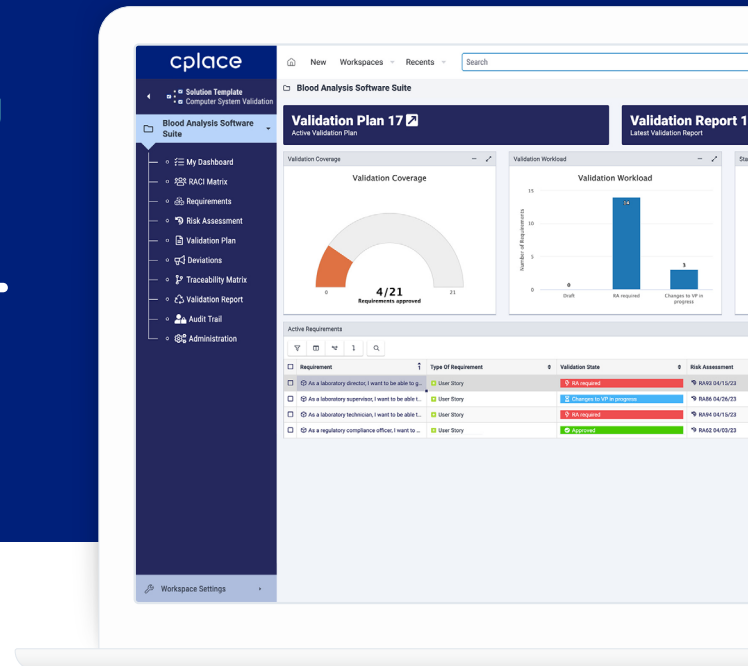 cplace
New Workspaces Recents Search
Solution Template
Computer System Validation
Blood Analysis Software Suite
Blood Analysis Software
Suite
Validation Plan 17
Active Validation Plan
Validation Report 1
Latest Validation Report
My Dashboard
RACI Matrix
Requirements
Risk Assessment
Validation Plan
Deviations
Traceability Matrix
Validation Report
Audit Trail
Administration
Workspace Settings
Validation Coverage
Validation Coverage
0
4/21
21
Requirements approved
Validation Workload
Validation Workload
Number of Requirements
15
10
5
0
0
14
3
Draft
RA required
Changes to VP in
progress
Sta
Active Requirements
Requirement Type Of Requirement Validation State Risk Assessment
As a laboratory director, I want to be able to g... User Story RA required RA93 04/15/23
As a laboratory supervisor, I want to be able t... User Story Changes to VP in progress RA86 04/26/23
As a laboratory technician, I want to be able t... User Story RA required RA94 04/15/23
As a regulatory compliance officer, I want to ... User Story Approved RA62 04/03/23